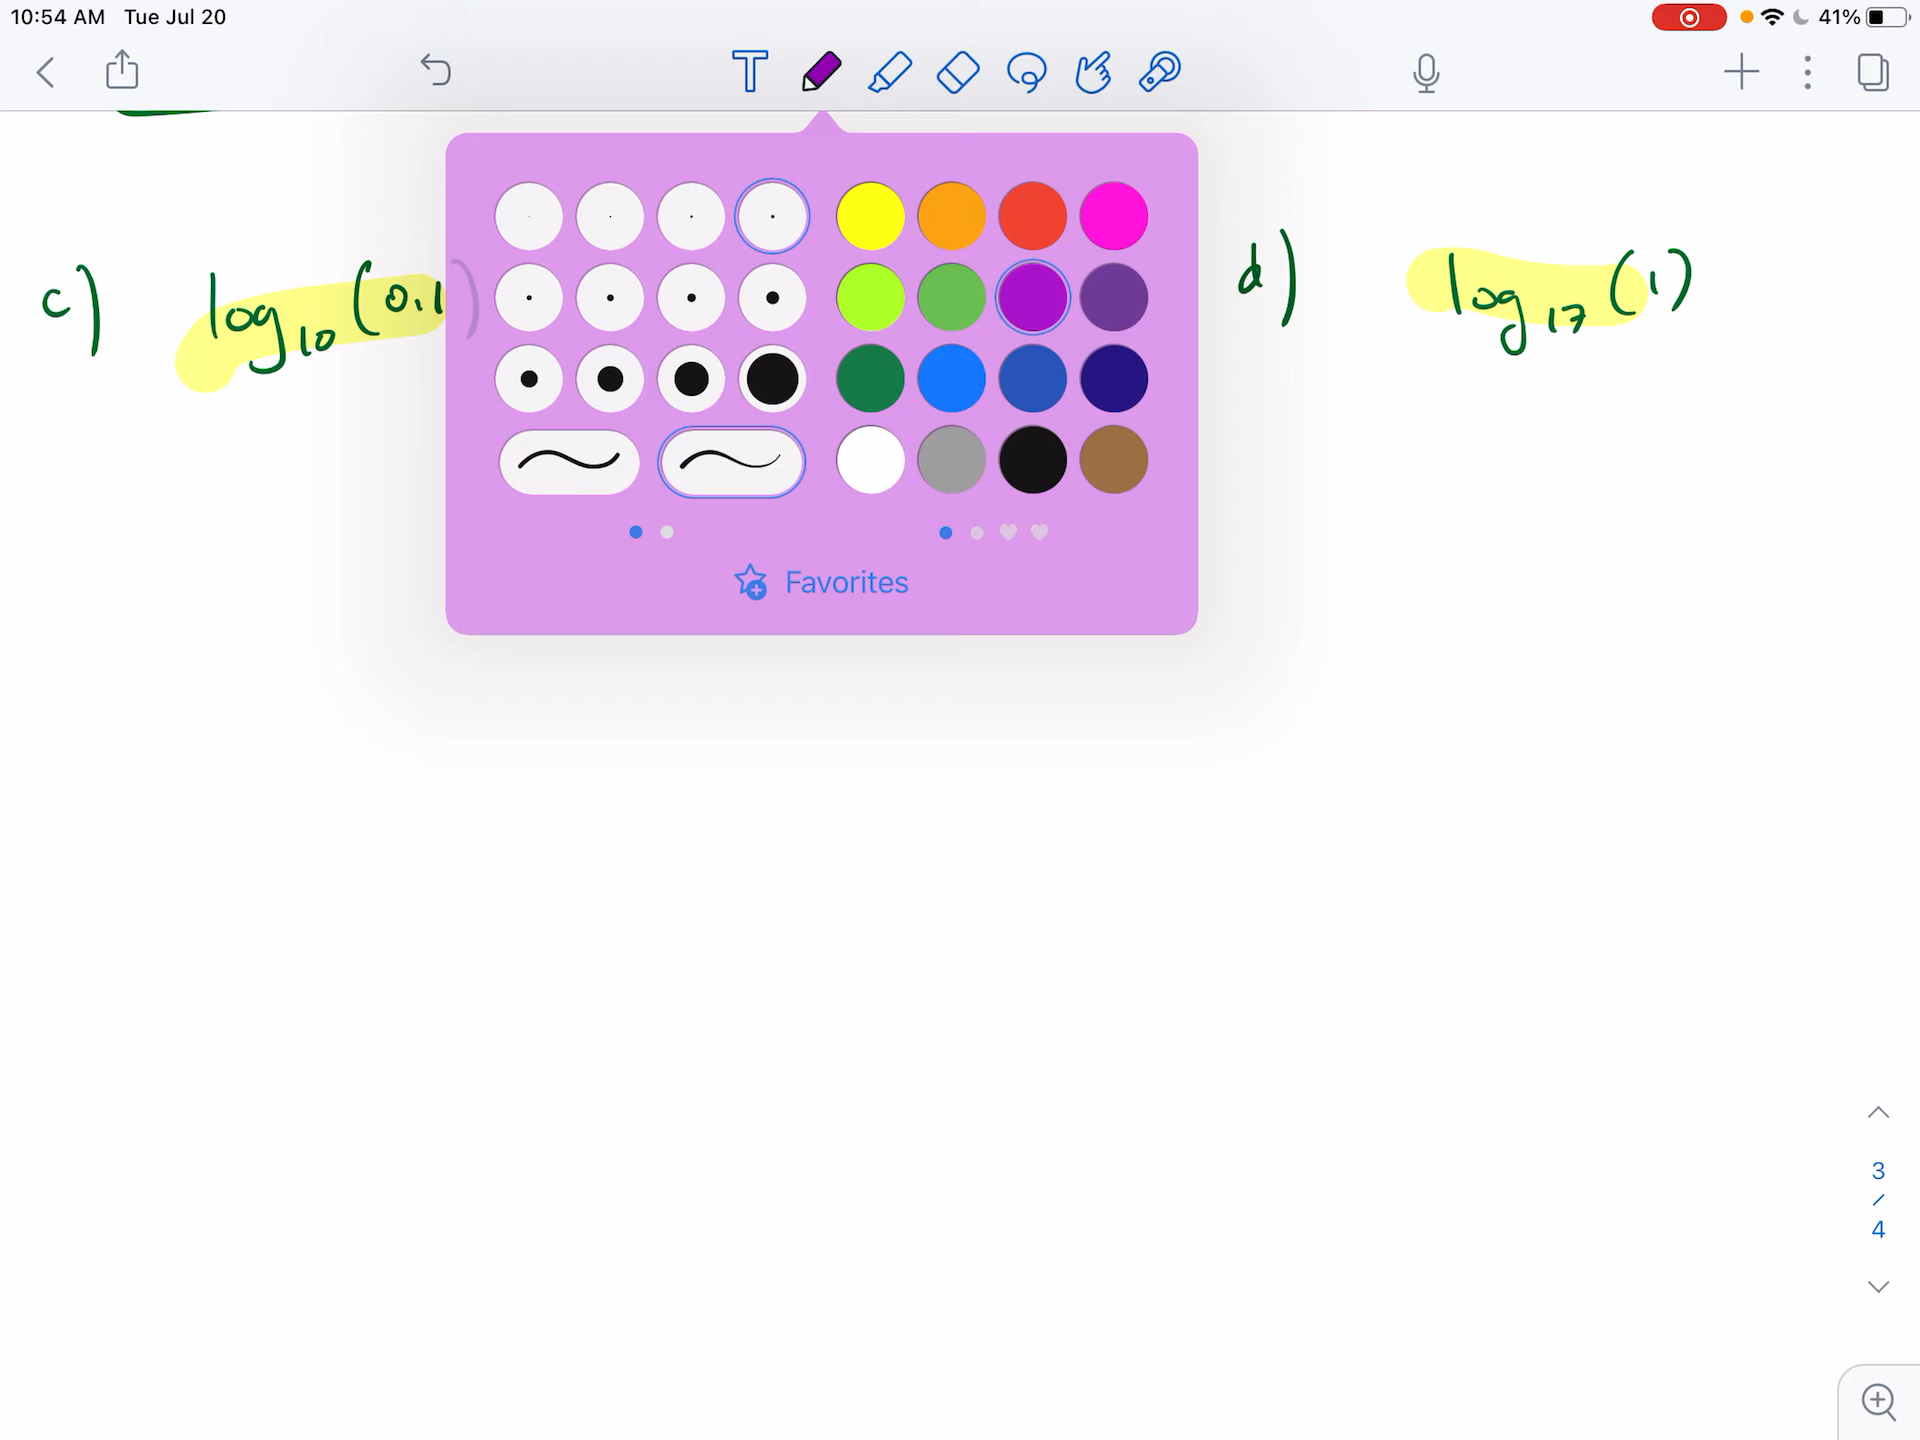 10:54 AM Tue Jul 20
41%
T
c) log₁₀(0.1)
d) log₁₇(1)
Favorites
3
/
4